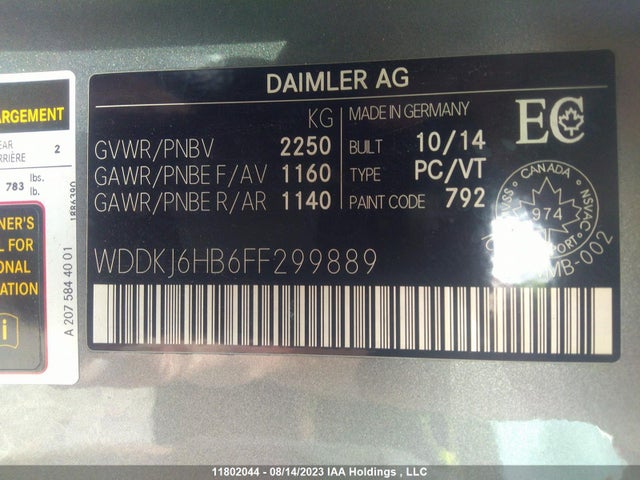 ARGEMENT
2
783 lbs.
lb.
NER'S
L FOR
ONAL
ATION
i
A 207 584 40 01
1886390
DAIMLER AG
KG
GVWR/PNBV 2250
GAWR/PNBE F/AV 1160
GAWR/PNBE R/AR 1140
MADE IN GERMANY
BUILT 10/14
TYPE PC/VT
PAINT CODE 792
EC
CANADA
974
NSVAC
MB-002
WDDKJ6HB6FF299889
11802044 - 08/14/2023 IAA Holdings , LLC